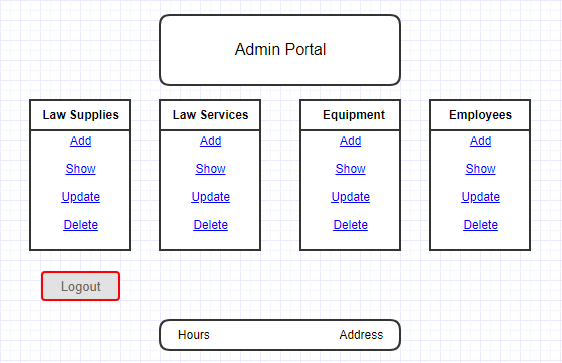 Admin Portal
Law Supplies
Add
Show
Update
Delete
Law Services
Add
Show
Update
Delete
Equipment
Add
Show
Update
Delete
Employees
Add
Show
Update
Delete
Logout
Hours
Address